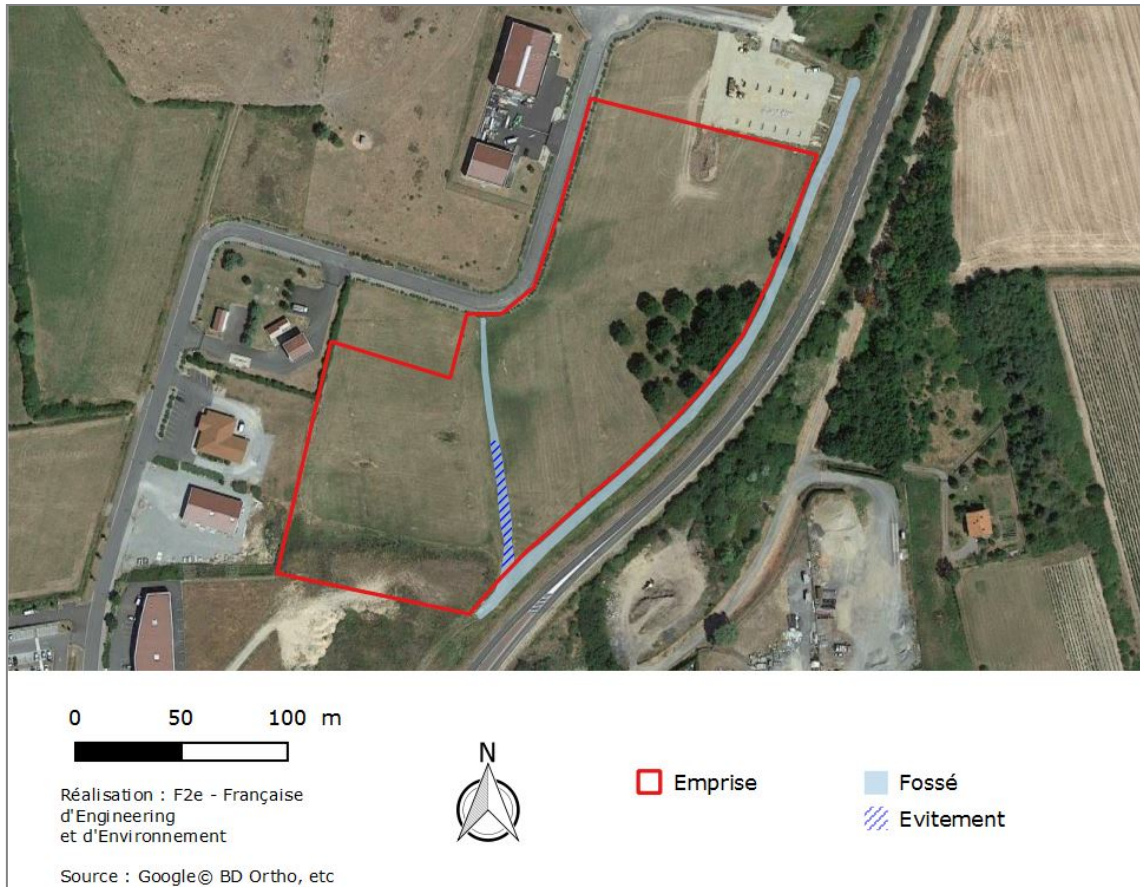 0 50 100 m
Réalisation : F2e - Française
d'Engineering
et d'Environnement
Source : Google© BD Ortho, etc
N
Emprise
Fossé
Evitement